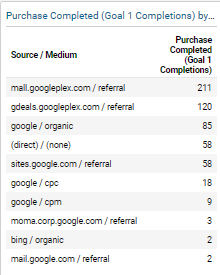 Purchase Completed (Goal 1 Completions) by...
Source / Medium
Purchase
Completed
(Goal 1
Completions)
mall.googleplex.com / referral 211
gdeals.googleplex.com / referral 120
google / organic 85
(direct) / (none) 58
sites.google.com / referral 58
google / cpc 18
google / cpm 9
moma.corp.google.com / referral 3
bing / organic 2
mail.google.com / referral 2